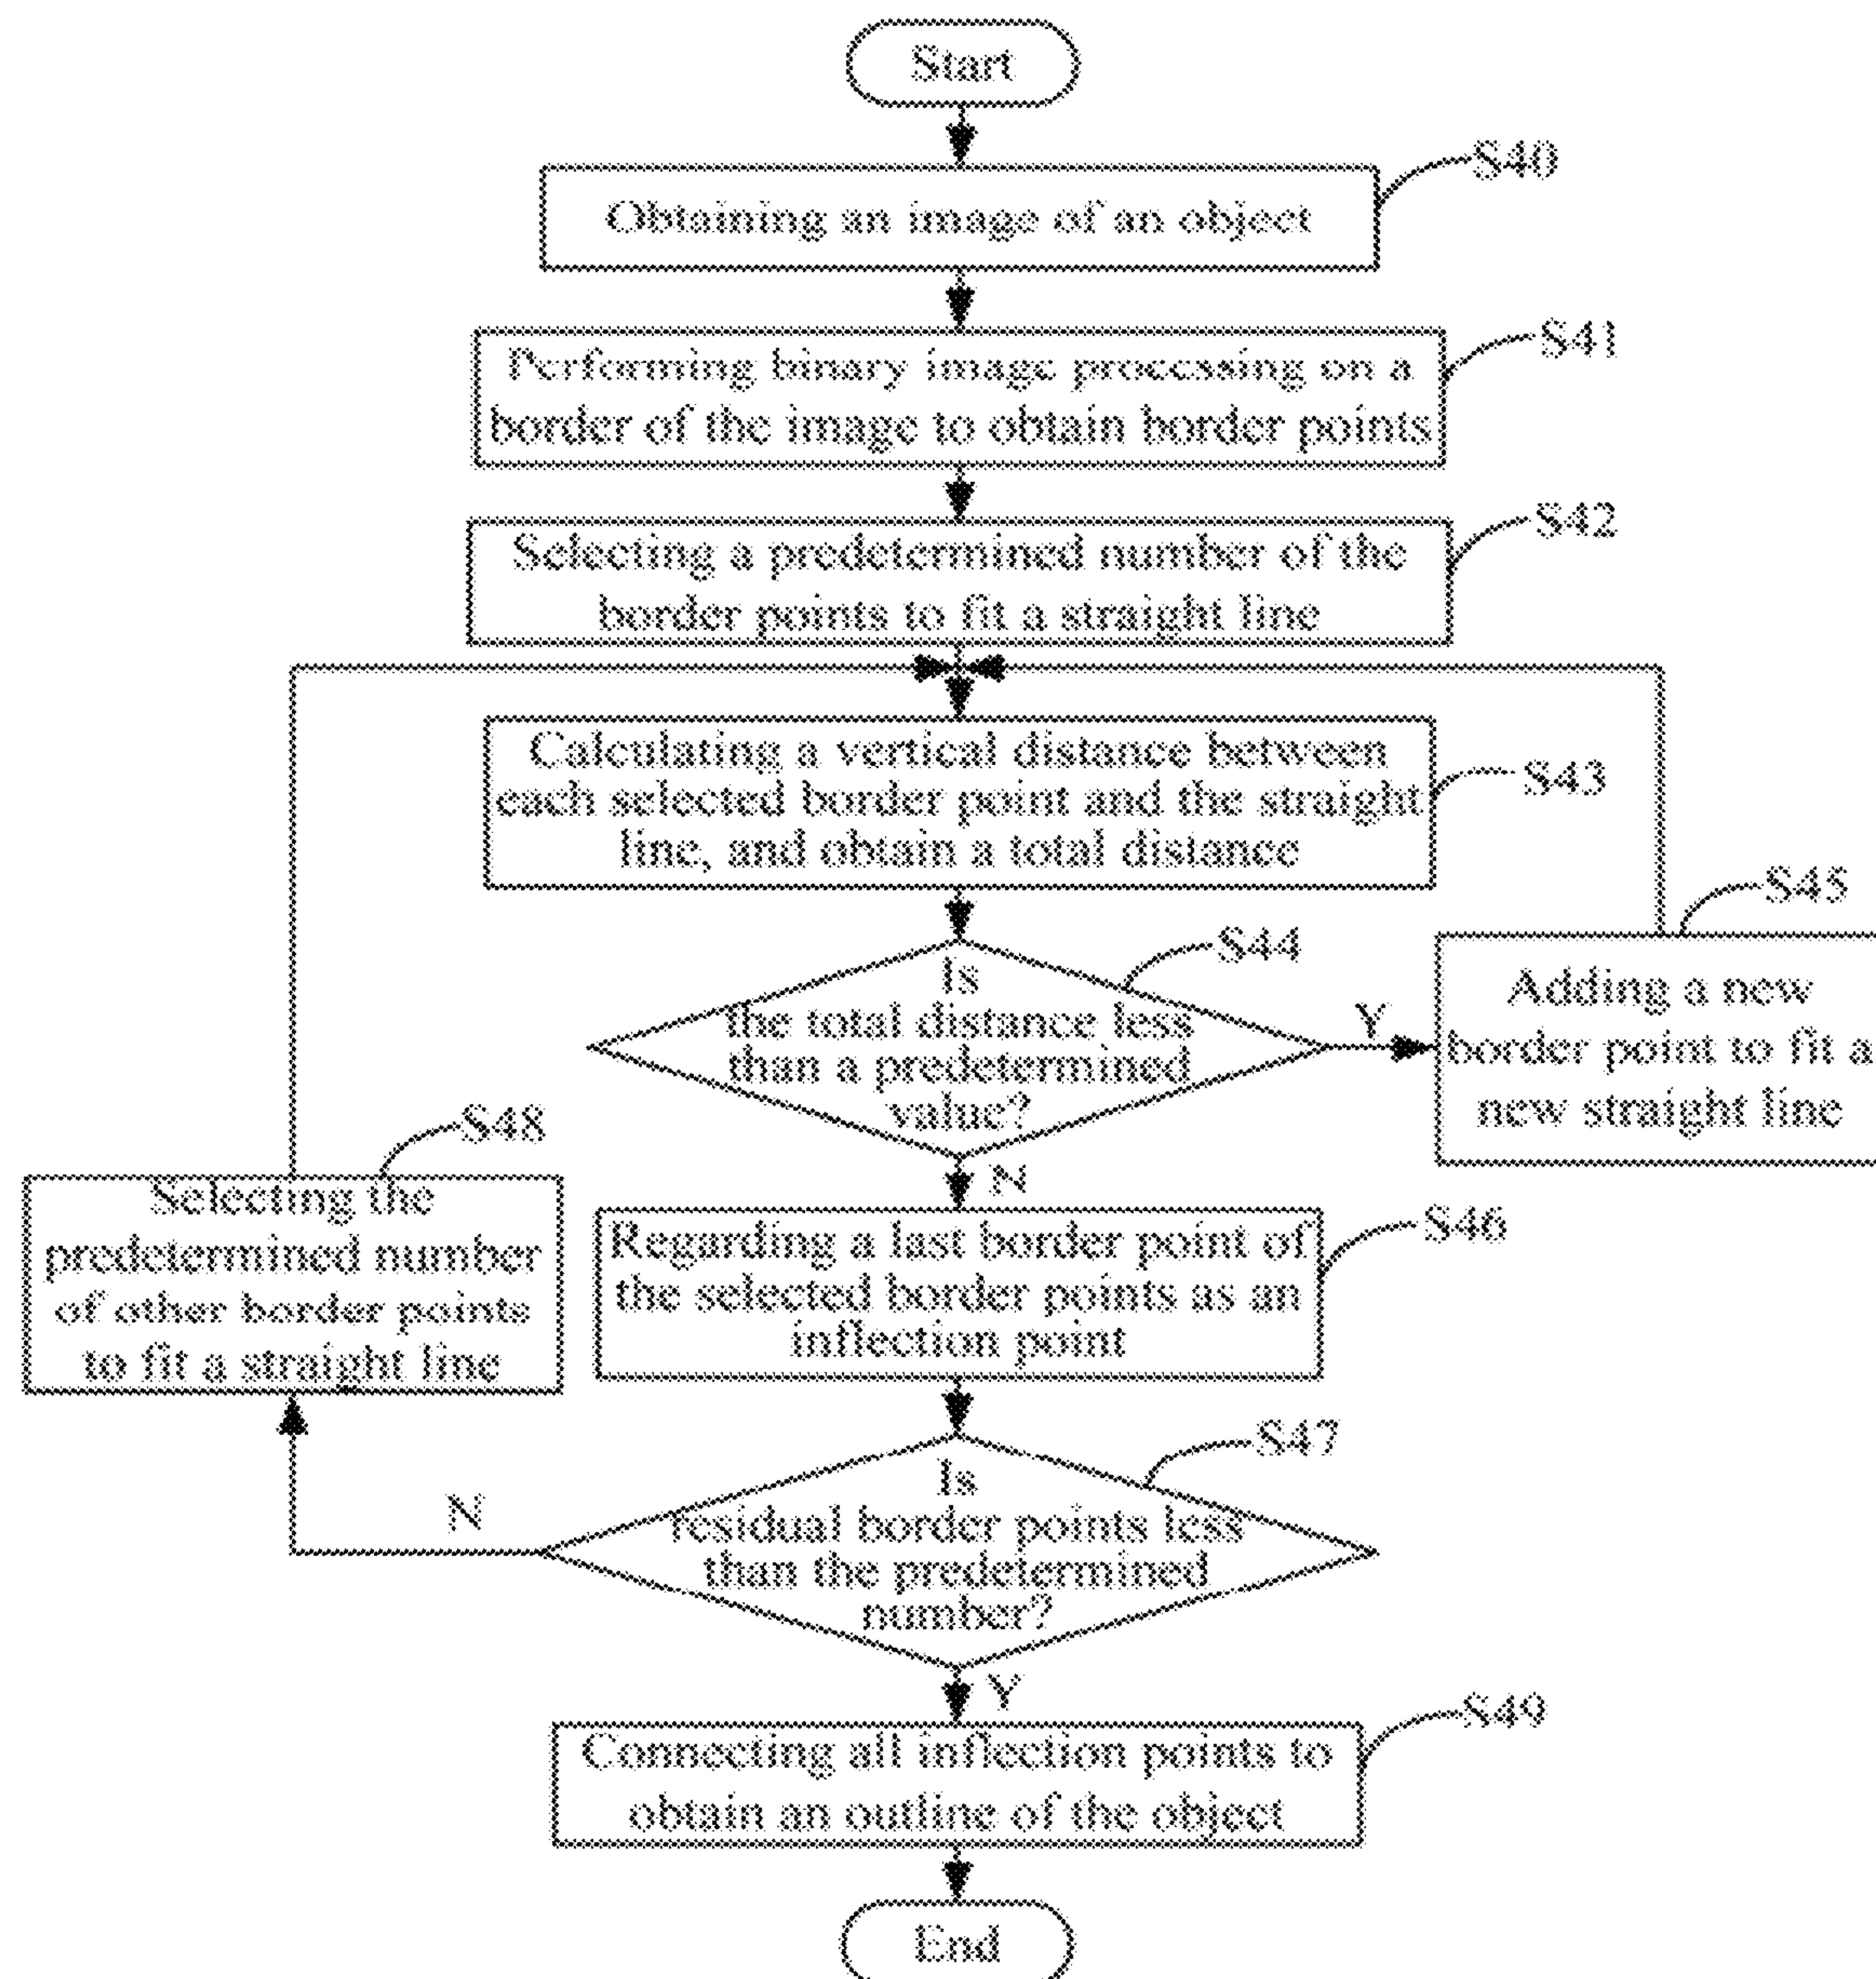 Start
S40
Obtaining an image of an object
S41
Performing binary image processing on a
border of the image to obtain border points
S42
Selecting a predetermined number of the
border points to fit a straight line
Calculating a vertical distance between
each selected border point and the straight
line, and obtain a total distance
S43
S44
Is
the total distance less
than a predetermined
value?
Y
S45
Adding a new
border point to fit a
new straight line
N
S48
Selecting the
predetermined number
of other border points
to fit a straight line
S46
Regarding a last border point of
the selected border points as an
inflection point
S47
Is
residual border points less
than the predetermined
number?
N
Y
S49
Connecting all inflection points to
obtain an outline of the object
End